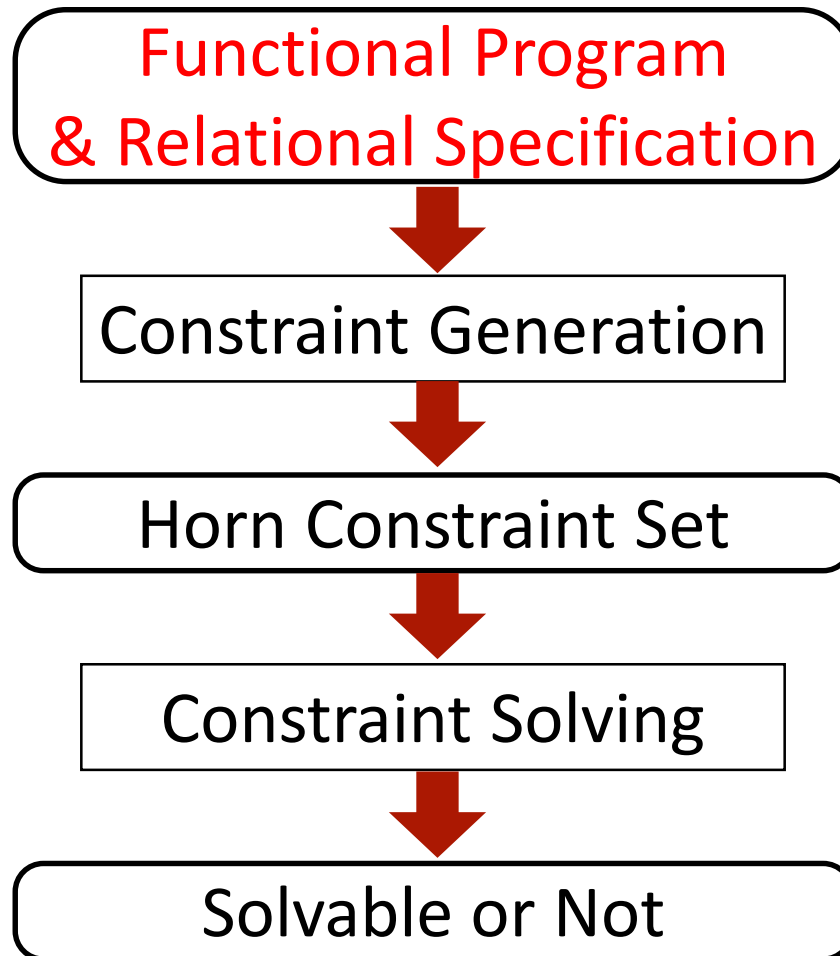 Functional Program
& Relational Specification
Constraint Generation
Horn Constraint Set
Constraint Solving
Solvable or Not